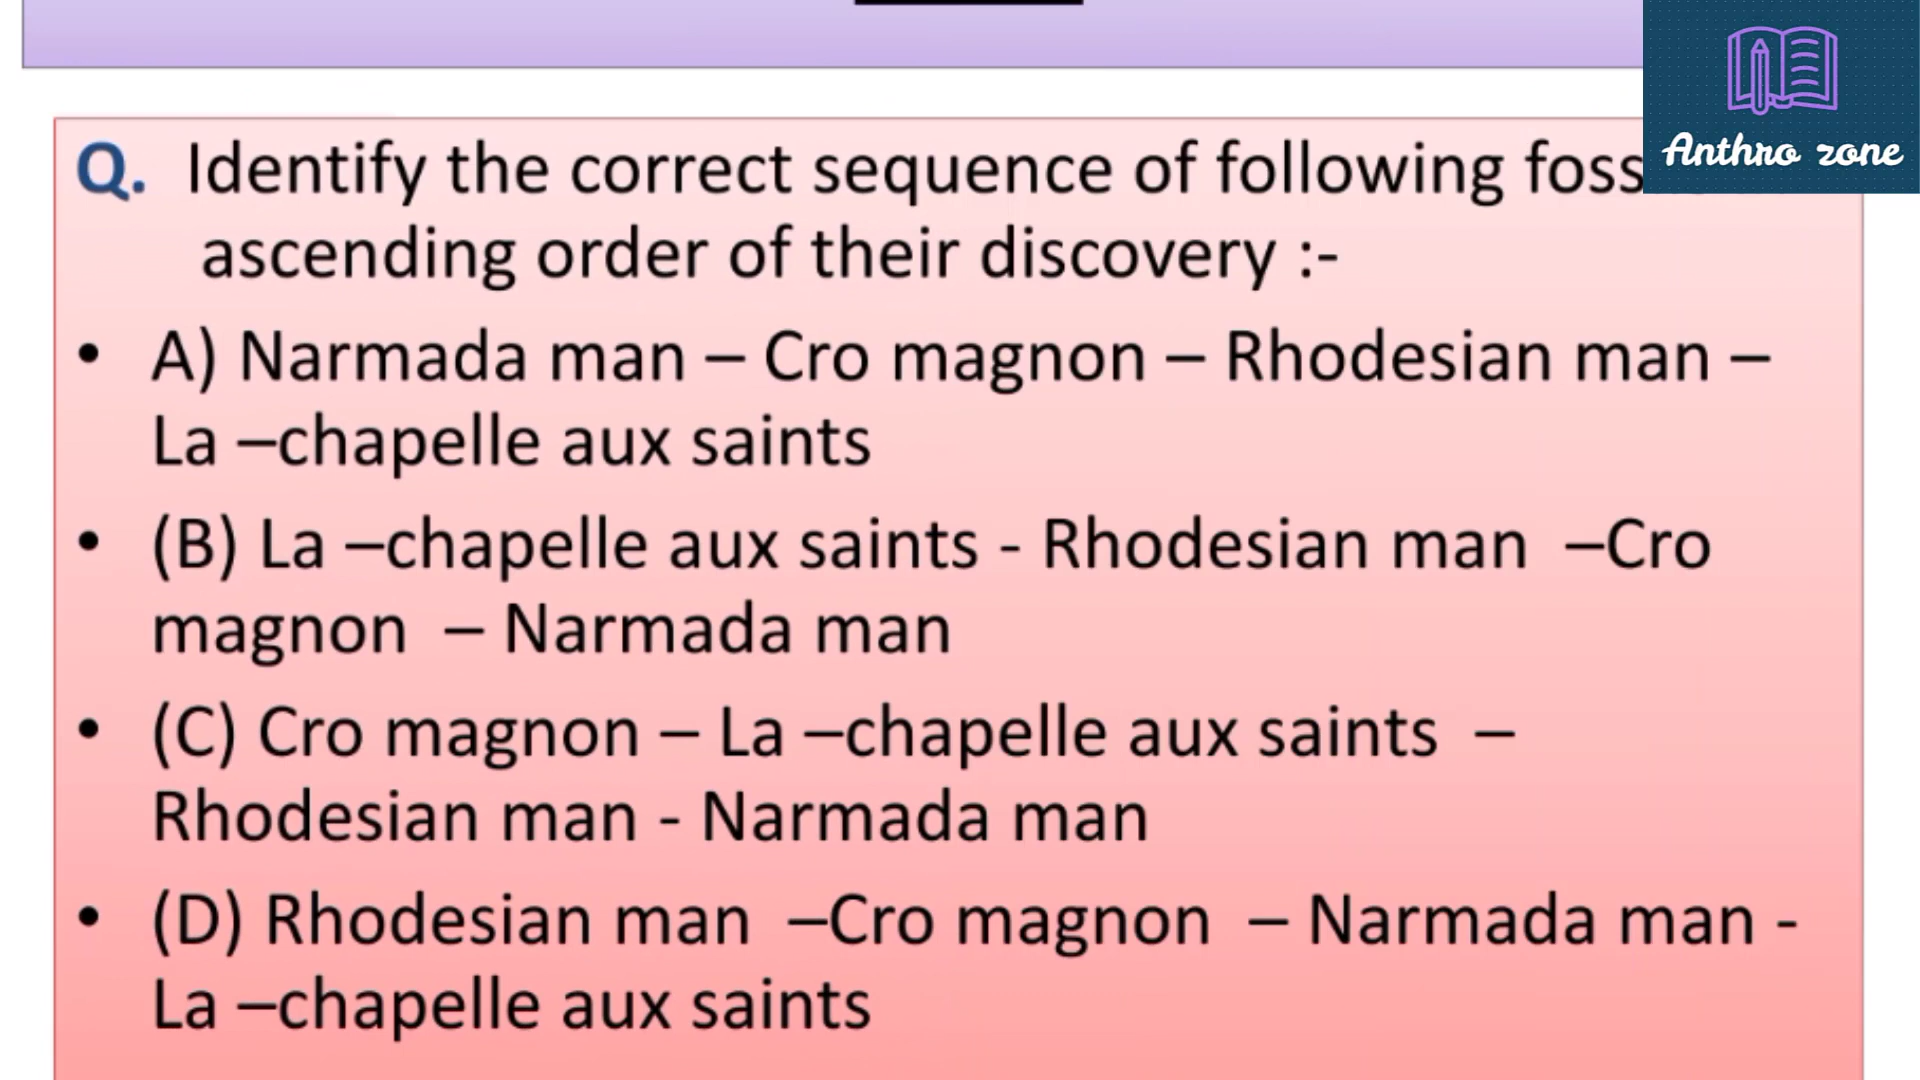 Anthro zone
Q. Identify the correct sequence of following
ascending order of their discovery :-
• A) Narmada man – Cro magnon – Rhodesian man –
La –chapelle aux saints
• (B) La –chapelle aux saints - Rhodesian man –Cro
magnon – Narmada man
• (C) Cro magnon – La –chapelle aux saints –
Rhodesian man - Narmada man
• (D) Rhodesian man –Cro magnon – Narmada man -
La –chapelle aux saints